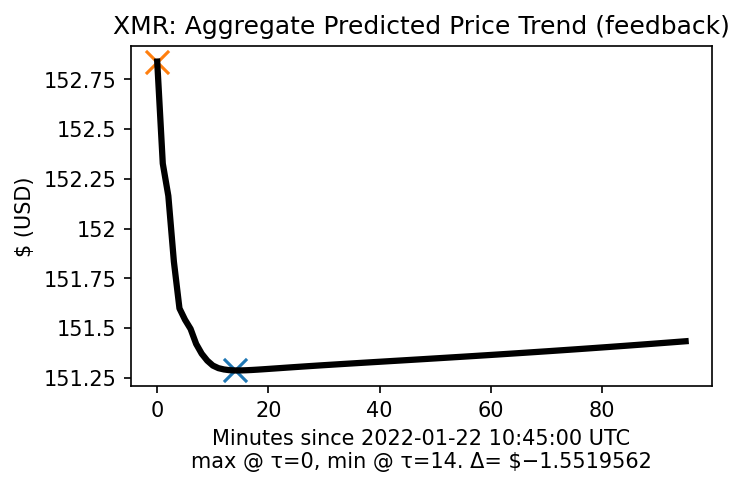 XMR: Aggregate Predicted Price Trend (feedback)
152.75
152.5
152.25
152
151.75
151.5
151.25
$ (USD)
0 20 40 60 80
Minutes since 2022-01-22 10:45:00 UTC
max @ τ=0, min @ τ=14. Δ= $−1.5519562